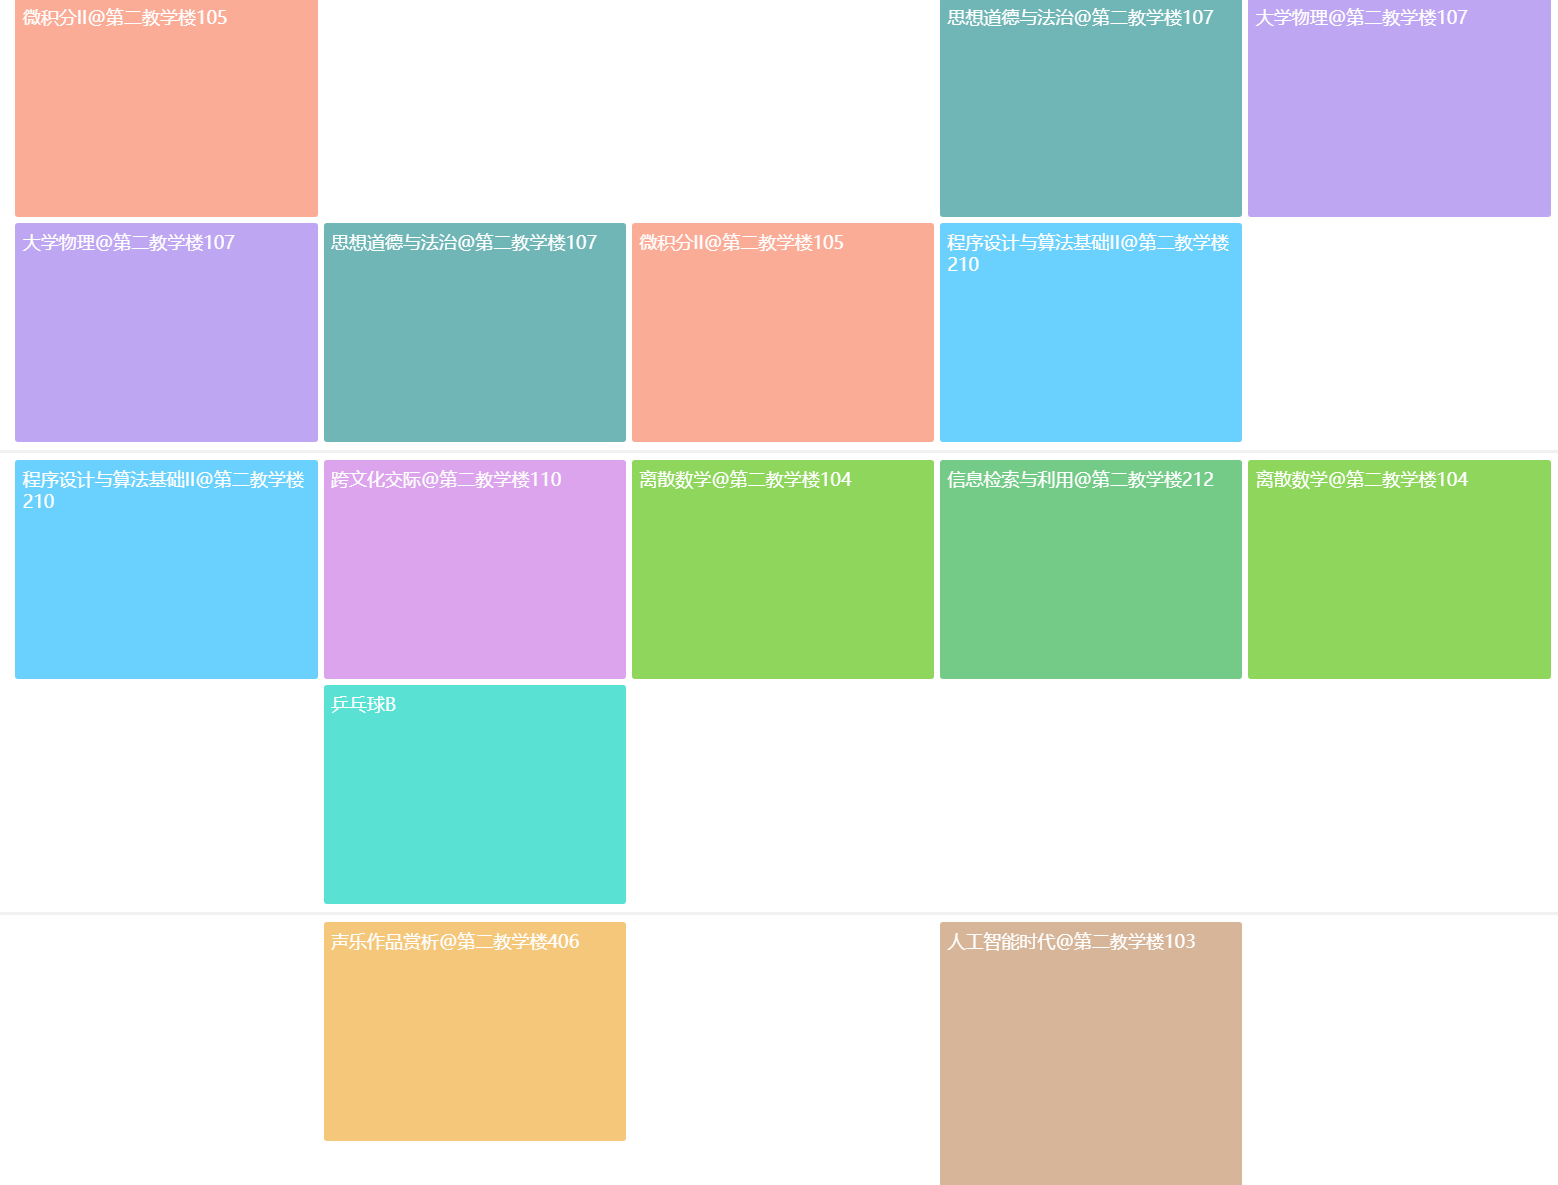 微积分II@第二教学楼105
思想道德与法治@第二教学楼107
大学物理@第二教学楼107
大学物理@第二教学楼107
思想道德与法治@第二教学楼107
微积分II@第二教学楼105
程序设计与算法基础II@第二教学楼
210
程序设计与算法基础II@第二教学楼
210
跨文化交际@第二教学楼110
离散数学@第二教学楼104
信息检索与利用@第二教学楼212
离散数学@第二教学楼104
乒乓球B
声乐作品赏析@第二教学楼406
人工智能时代@第二教学楼103